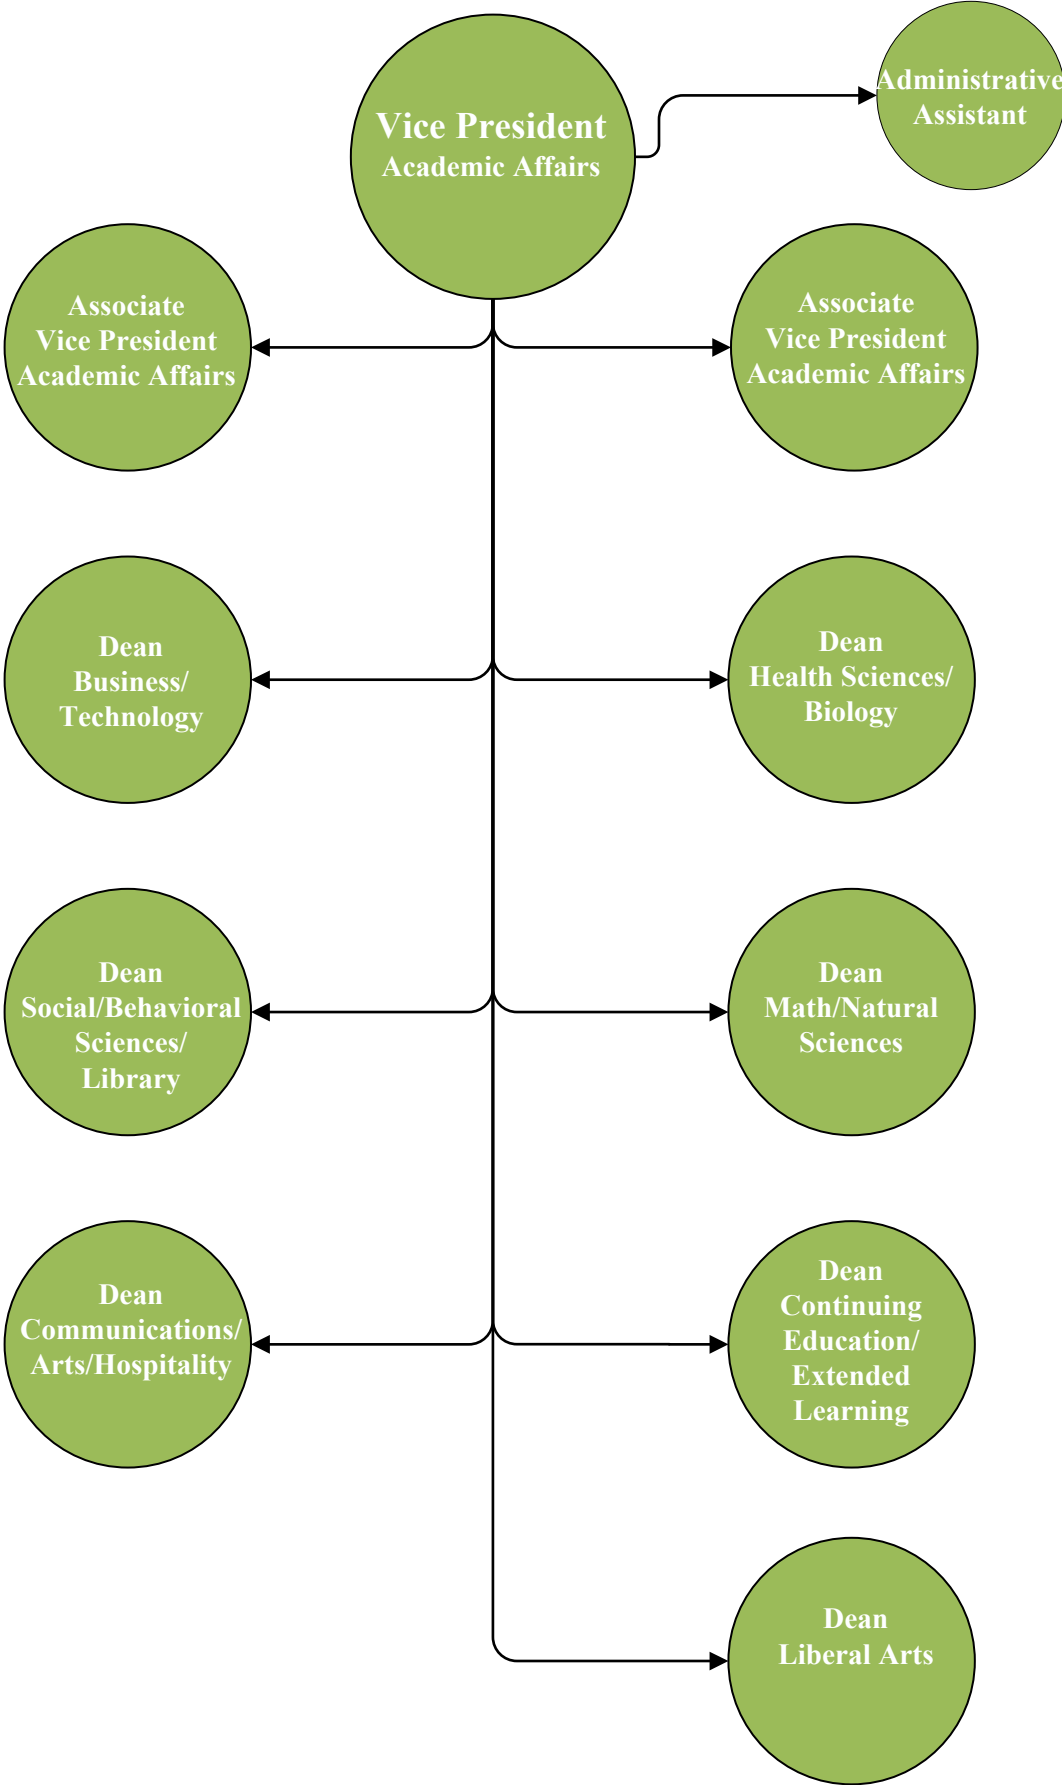 Vice President
Academic Affairs
Administrative
Assistant
Associate
Vice President
Academic Affairs
Associate
Vice President
Academic Affairs
Dean
Business/
Technology
Dean
Health Sciences/
Biology
Dean
Social/Behavioral
Sciences/
Library
Dean
Math/Natural
Sciences
Dean
Communications/
Arts/Hospitality
Dean
Continuing
Education/
Extended
Learning
Dean
Liberal Arts